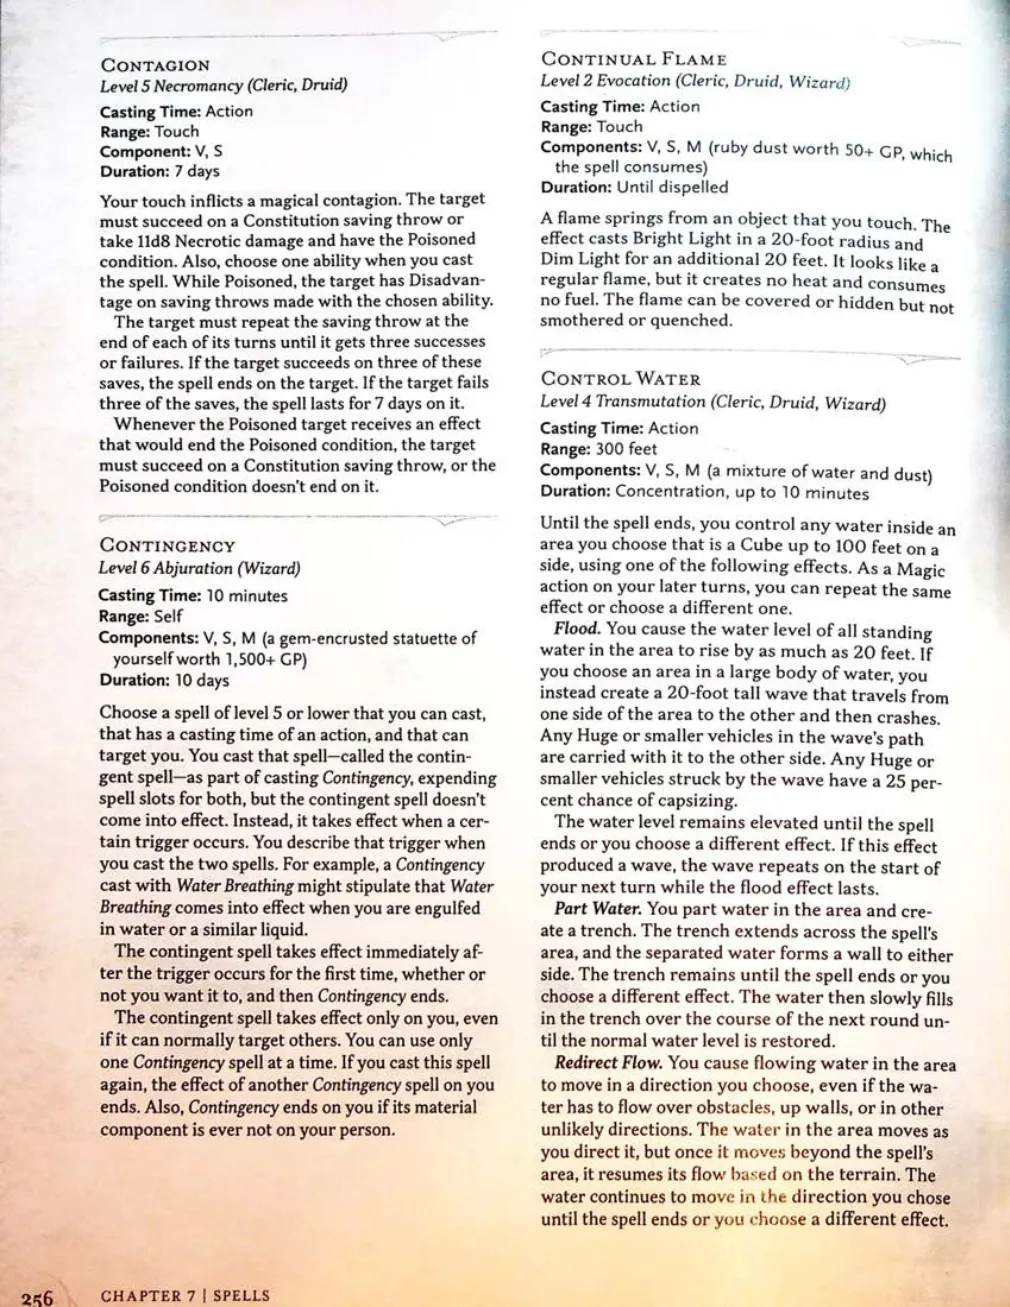 CONTAGION
Level 5 Necromancy (Cleric, Druid)
Casting Time: Action
Range: Touch
Component: V, S
Duration: 7 days
Your touch inflicts a magical contagion. The target
must succeed on a Constitution saving throw or
take 11d8 Necrotic damage and have the Poisoned
condition. Also, choose one ability when you cast
the spell. While Poisoned, the target has Disadvan-
tage on saving throws made with the chosen ability.
The target must repeat the saving throw at the
end of each of its turns until it gets three successes
or failures. If the target succeeds on three of these
saves, the spell ends on the target. If the target fails
three of the saves, the spell lasts for 7 days on it.
Whenever the Poisoned target receives an effect
that would end the Poisoned condition, the target
must succeed on a Constitution saving throw, or the
Poisoned condition doesn't end on it.
CONTINGENCY
Level 6 Abjuration (Wizard)
Casting Time: 10 minutes
Range: Self
Components: V, S, M (a gem-encrusted statuette of
yourself worth 1,500+ GP)
Duration: 10 days
Choose a spell of level 5 or lower that you can cast,
that has a casting time of an action, and that can
target you. You cast that spell—called the contin-
gent spell—as part of casting Contingency, expending
spell slots for both, but the contingent spell doesn't
come into effect. Instead, it takes effect when a cer-
tain trigger occurs. You describe that trigger when
you cast the two spells. For example, a Contingency
cast with Water Breathing might stipulate that Water
Breathing comes into effect when you are engulfed
in water or a similar liquid.
The contingent spell takes effect immediately af-
ter the trigger occurs for the first time, whether or
not you want it to, and then Contingency ends.
The contingent spell takes effect only on you, even
if it can normally target others. You can use only
one Contingency spell at a time. If you cast this spell
again, the effect of another Contingency spell on you
ends. Also, Contingency ends on you if its material
component is ever not on your person.
CONTINUAL FLAME
Level 2 Evocation (Cleric, Druid, Wizard)
Casting Time: Action
Range: Touch
Components: V, S, M (ruby dust worth 50+ GP, which
the spell consumes)
Duration: Until dispelled
A flame springs from an object that you touch. The
effect casts Bright Light in a 20-foot radius and
Dim Light for an additional 20 feet. It looks like a
regular flame, but it creates no heat and consumes
no fuel. The flame can be covered or hidden but not
smothered or quenched.
CONTROL WATER
Level 4 Transmutation (Cleric, Druid, Wizard)
Casting Time: Action
Range: 300 feet
Components: V, S, M (a mixture of water and dust)
Duration: Concentration, up to 10 minutes
Until the spell ends, you control any water inside an
area you choose that is a Cube up to 100 feet on a
side, using one of the following effects. As a Magic
action on your later turns, you can repeat the same
effect or choose a different one.
Flood. You cause the water level of all standing
water in the area to rise by as much as 20 feet. If
you choose an area in a large body of water, you
instead create a 20-foot tall wave that travels from
one side of the area to the other and then crashes.
Any Huge or smaller vehicles in the wave's path
are carried with it to the other side. Any Huge or
smaller vehicles struck by the wave have a 25 per-
cent chance of capsizing.
The water level remains elevated until the spell
ends or you choose a different effect. If this effect
produced a wave, the wave repeats on the start of
your next turn while the flood effect lasts.
Part Water. You part water in the area and cre-
ate a trench. The trench extends across the spell's
area, and the separated water forms a wall to either
side. The trench remains until the spell ends or you
choose a different effect. The water then slowly fills
in the trench over the course of the next round un-
til the normal water level is restored.
Redirect Flow. You cause flowing water in the area
to move in a direction you choose, even if the wa-
ter has to flow over obstacles, up walls, or in other
unlikely directions. The water in the area moves as
you direct it, but once it moves beyond the spell's
area, it resumes its flow based on the terrain. The
water continues to move in the direction you chose
until the spell ends or you choose a different effect.
256 CHAPTER 7 | SPELLS